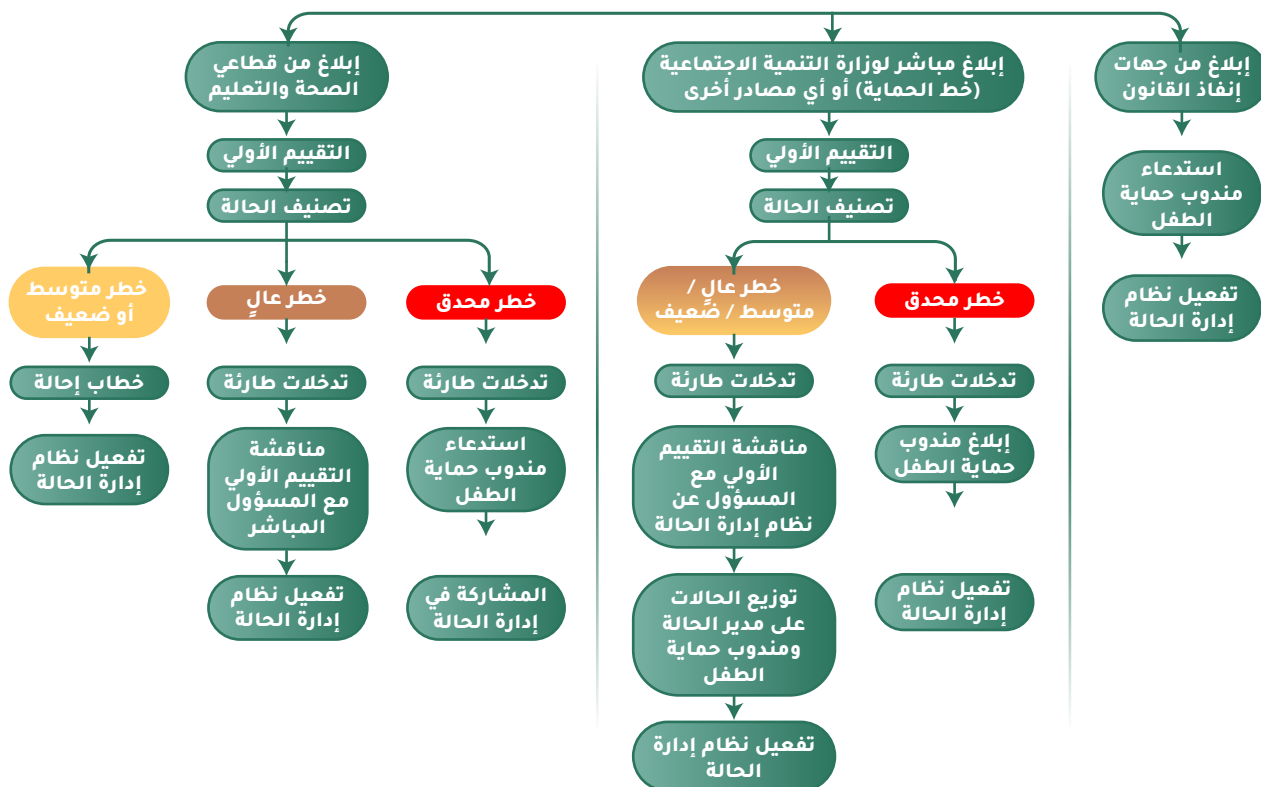 إبلاغ من جهات
إنفاذ القانون
استدعاء
مندوب حماية
الطفل
تفعيل نظام
إدارة الحالة
إبلاغ مباشر لوزارة التنمية الاجتماعية
(خط الحماية) أو أي مصادر أخرى
التقييم الأولي
تصنيف الحالة
خطر محدق
تدخلات طارئة
إبلاغ مندوب
حماية الطفل
تفعيل نظام
إدارة الحالة
خطر عالٍ /
متوسط / ضعيف
تدخلات طارئة
مناقشة التقييم
الأولي مع
المسؤول عن
نظام إدارة الحالة
توزيع الحالات
على مدير الحالة
ومندوب حماية
الطفل
تفعيل نظام إدارة
الحالة
إبلاغ من قطاعي
الصحة والتعليم
التقييم الأولي
تصنيف الحالة
خطر محدق
تدخلات طارئة
استدعاء
مندوب حماية
الطفل
المشاركة في
إدارة الحالة
خطر عالٍ
تدخلات طارئة
مناقشة
التقييم الأولي
مع المسؤول
المباشر
تفعيل نظام
إدارة الحالة
خطر متوسط
أو ضعيف
خطاب إحالة
تفعيل نظام
إدارة الحالة